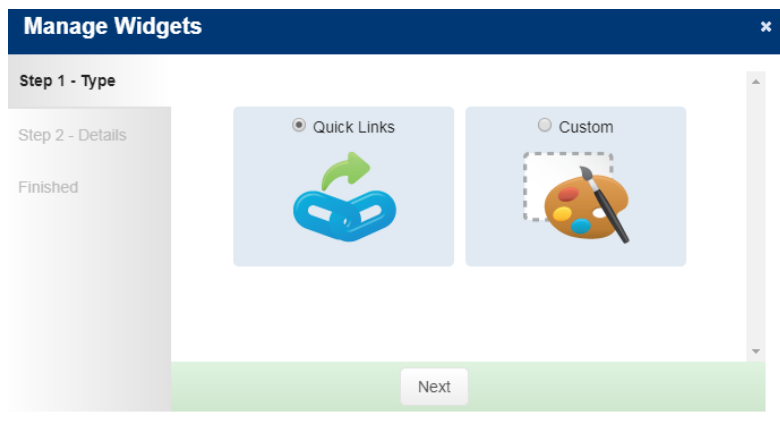 Manage Widgets
×
Step 1 - Type
Step 2 - Details
Finished
Quick Links
Custom
Next